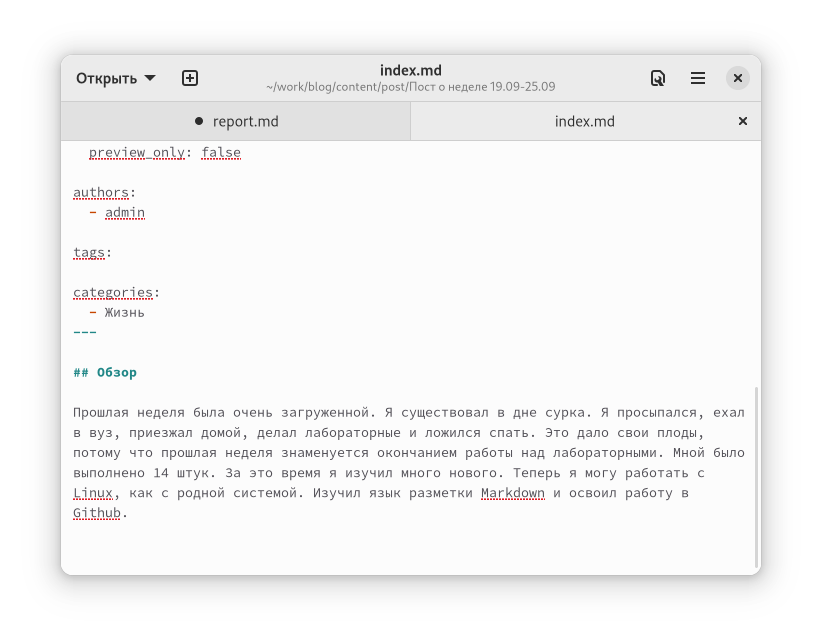 Открыть
index.md
~/work/blog/content/post/Пост о неделе 19.09-25.09
● report.md
index.md
preview_only: false
authors:
- admin
tags:
categories:
- Жизнь
---
## Обзор
Прошлая неделя была очень загруженной. Я существовал в дне сурка. Я просыпался, ехал
в вуз, приезжал домой, делал лабораторные и ложился спать. Это дало свои плоды,
потому что прошлая неделя знаменуется окончанием работы над лабораторными. Мной было
выполнено 14 штук. За это время я изучил много нового. Теперь я могу работать с
Linux, как с родной системой. Изучил язык разметки Markdown и освоил работу в
Github.